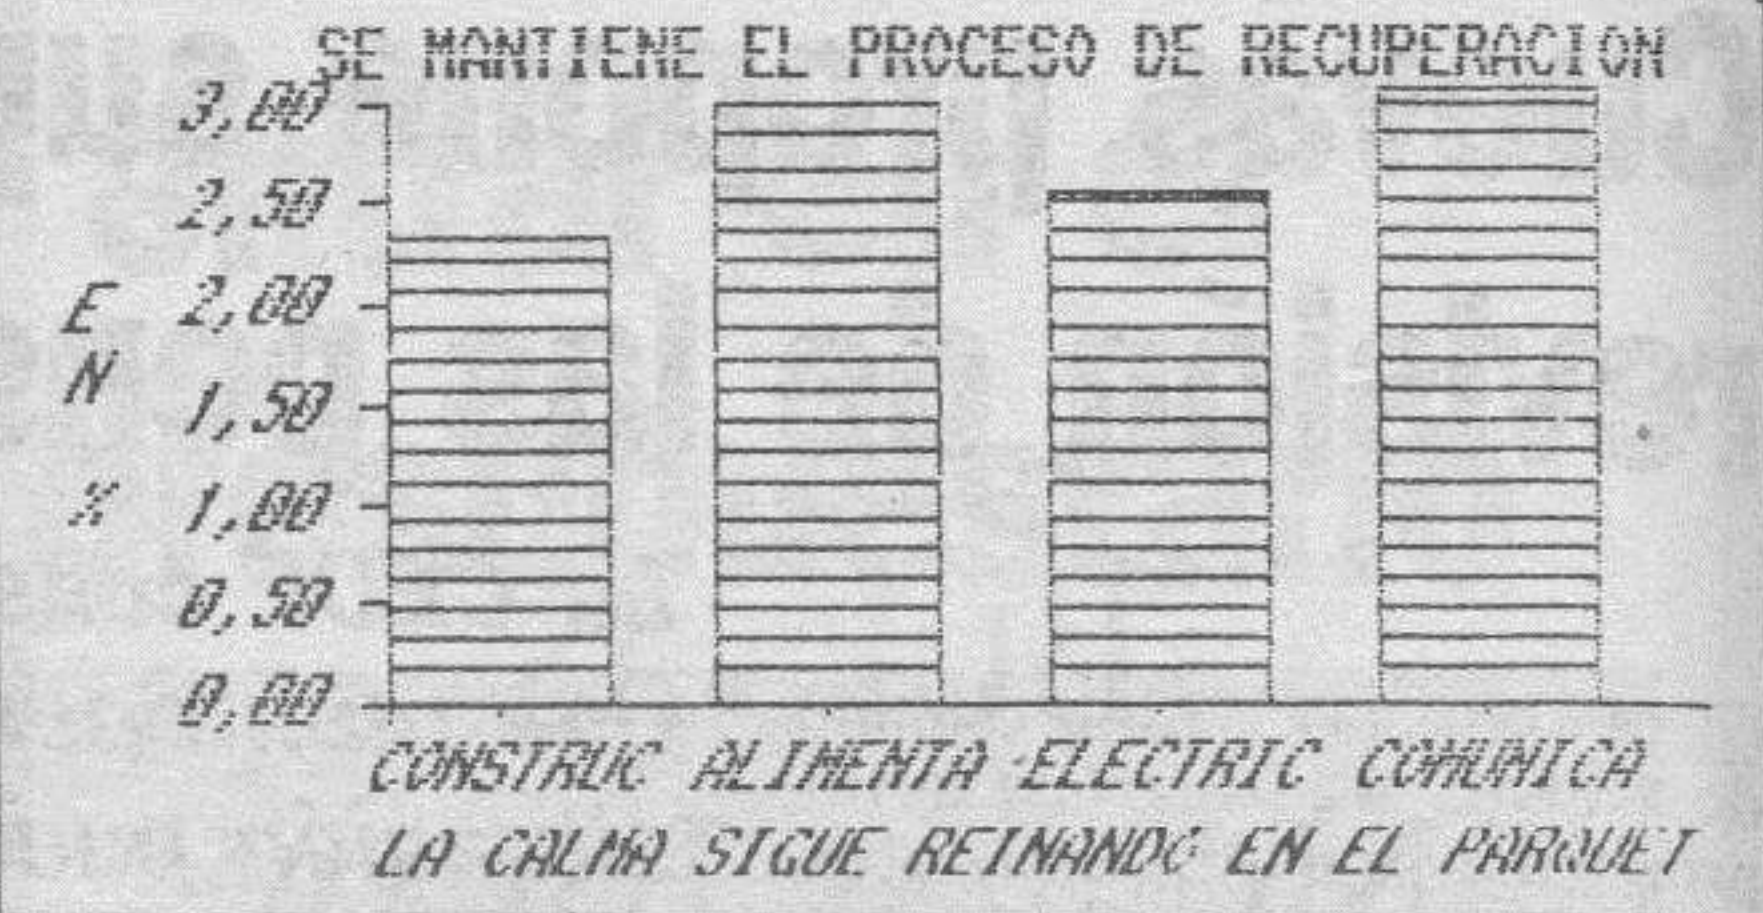 SE MANTIENE EL PROCESO DE RECUPERACION
3,00
2,50
2,00
1,50
1,00
0,50
0,00
EN %
CONSTRUC ALIMENTA ELECTRIC COMUNICA
LA CALMA SIGUE REINANDO EN EL PARQUET